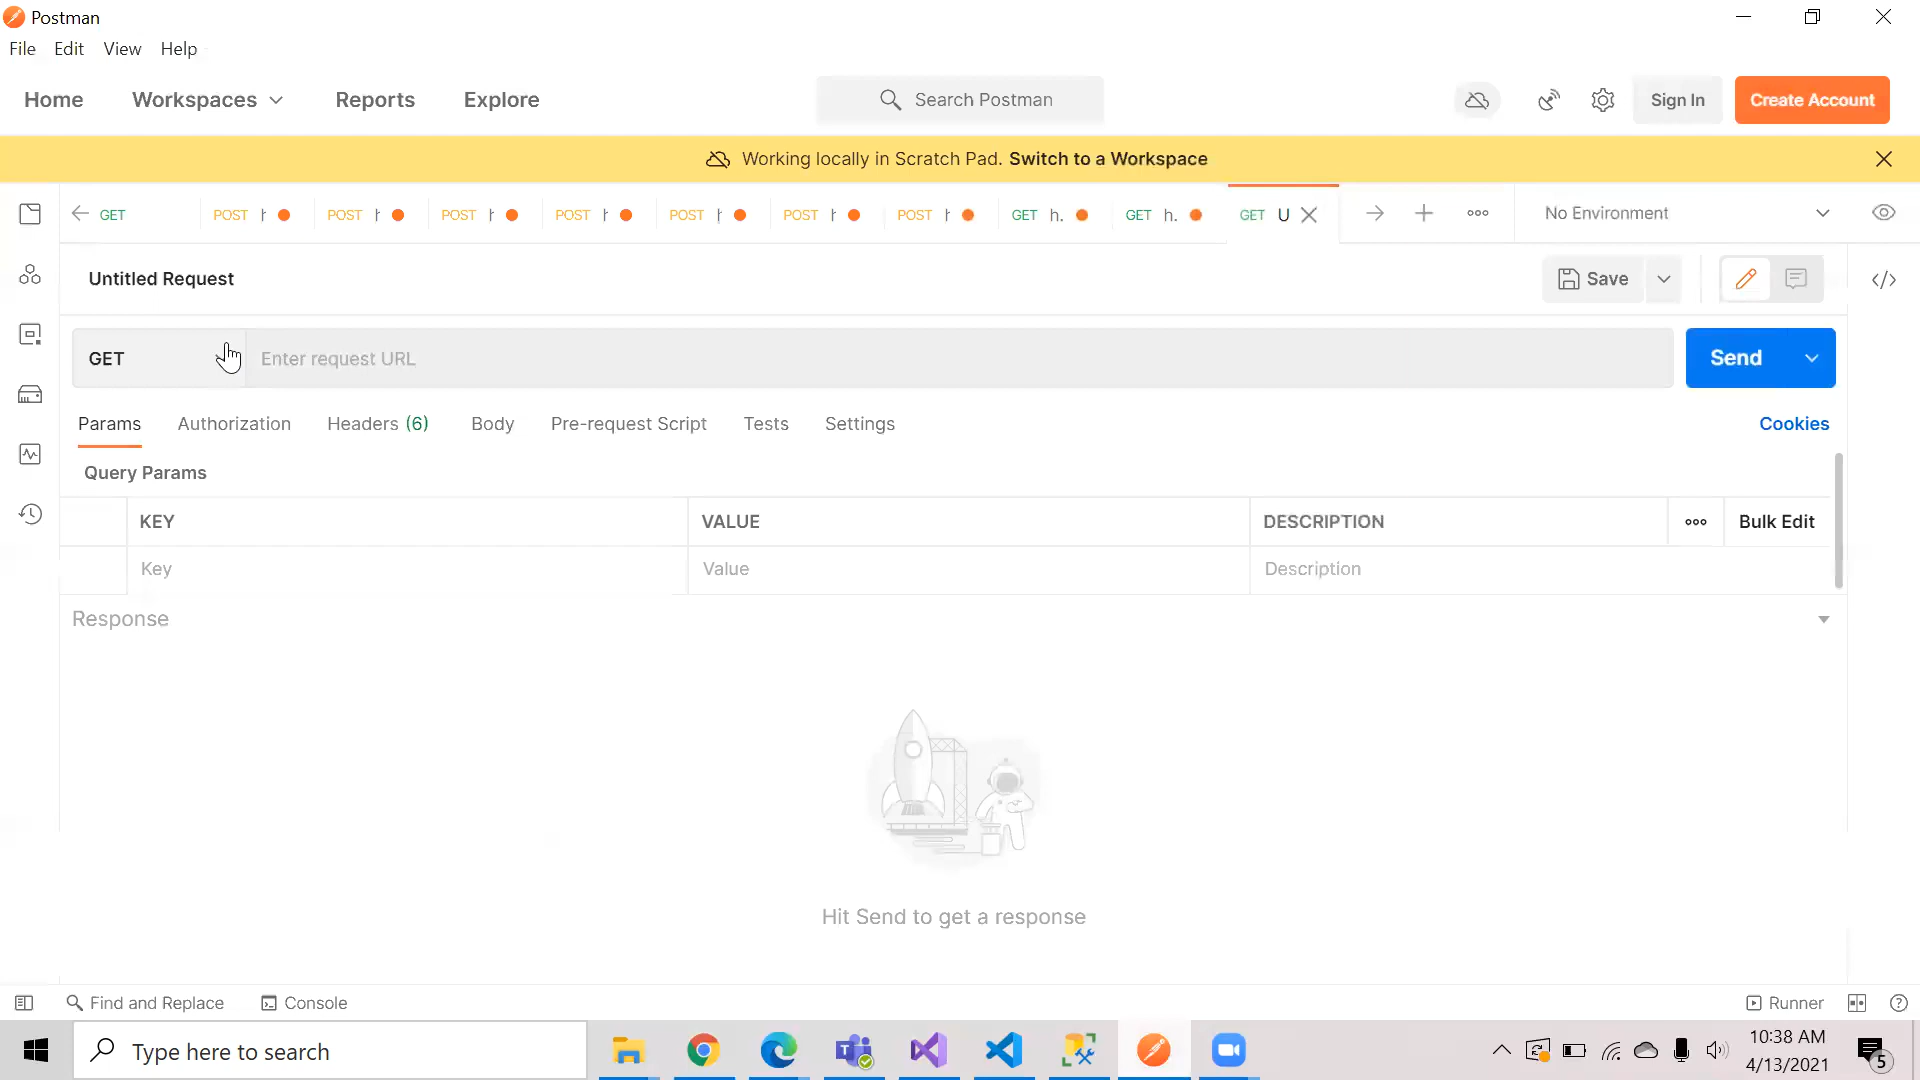 Postman
File Edit View Help
Home Workspaces Reports Explore Search Postman Sign In Create Account
Working locally in Scratch Pad. Switch to a Workspace
GET POST POST POST POST POST POST POST GET h. GET h. GET U No Environment
Untitled Request Save
GET Enter request URL Send
Params Authorization Headers (6) Body Pre-request Script Tests Settings Cookies
Query Params
KEY VALUE DESCRIPTION Bulk Edit
Key Value Description
Response
Hit Send to get a response
Find and Replace Console Runner
Type here to search
10:38 AM
4/13/2021
5